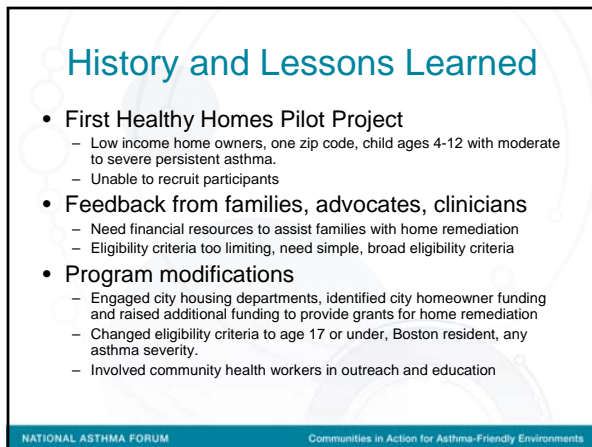 History and Lessons Learned
• First Healthy Homes Pilot Project
– Low income home owners, one zip code, child ages 4-12 with moderate
to severe persistent asthma.
– Unable to recruit participants
• Feedback from families, advocates, clinicians
– Need financial resources to assist families with home remediation
– Eligibility criteria too limiting, need simple, broad eligibility criteria
• Program modifications
– Engaged city housing departments, identified city homeowner funding
and raised additional funding to provide grants for home remediation
– Changed eligibility criteria to age 17 or under, Boston resident, any
asthma severity.
– Involved community health workers in outreach and education
NATIONAL ASTHMA FORUM Communities in Action for Asthma-Friendly Environments